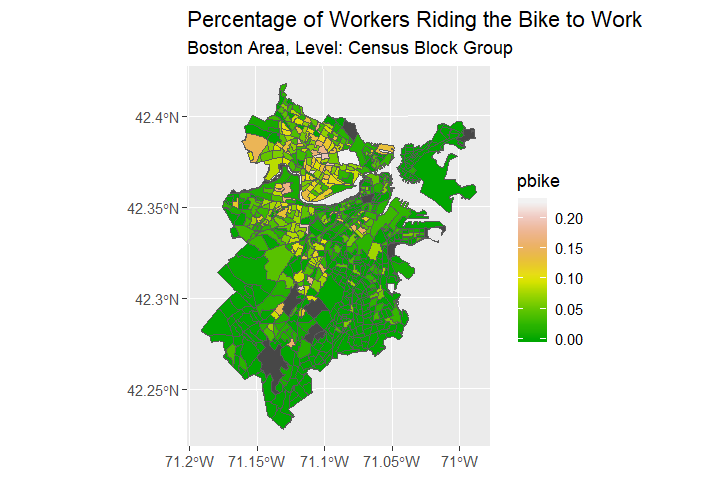 Percentage of Workers Riding the Bike to Work
Boston Area, Level: Census Block Group
42.4°N
42.35°N
42.3°N
42.25°N
71.2°W 71.15°W 71.1°W 71.05°W 71°W
pbike
0.20
0.15
0.10
0.05
0.00